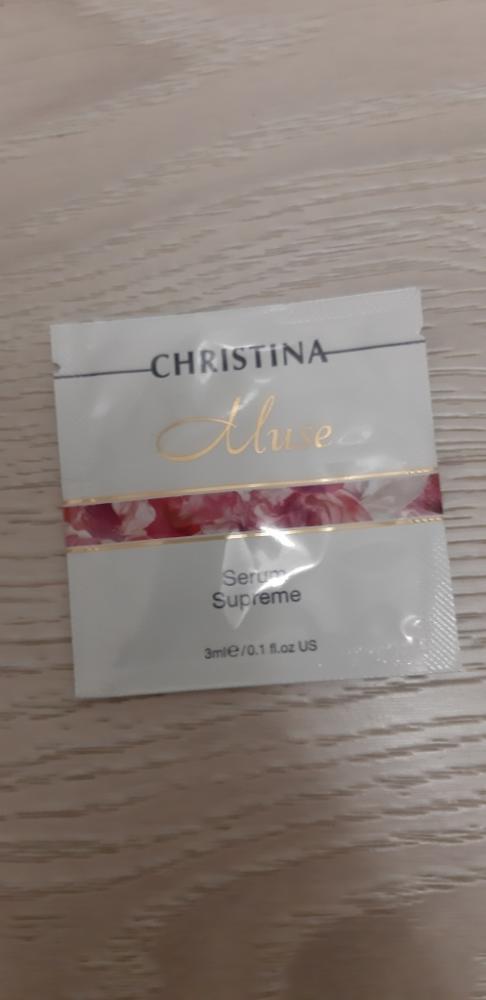 CHRISTINA
Muse
Serum
Supreme
3ml℮/0.1 fl.oz US